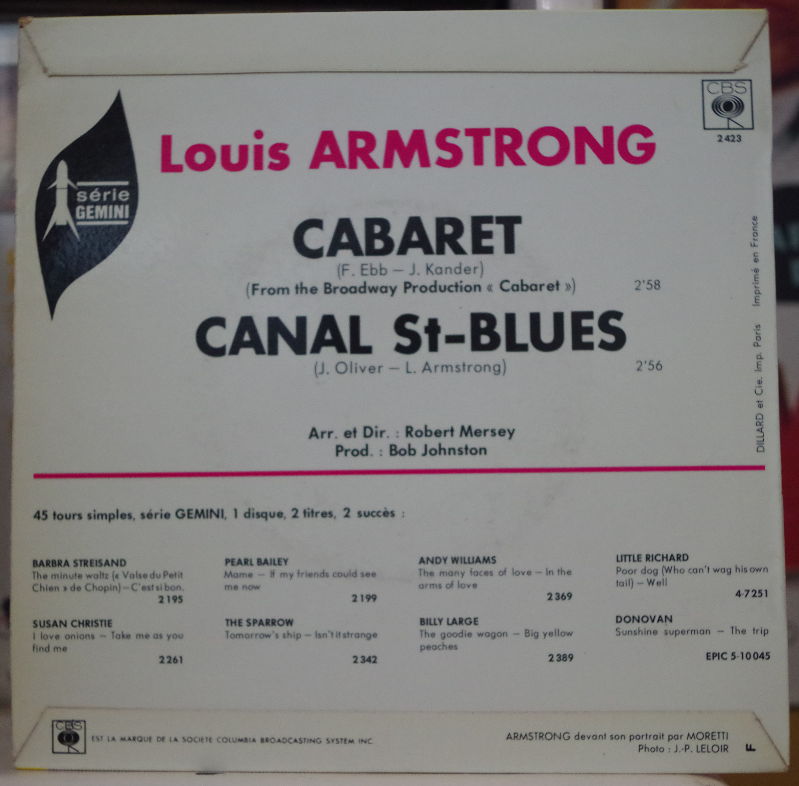 CBS
2423
série
GEMINI
Louis ARMSTRONG
CABARET
(F. Ebb – J. Kander)
(From the Broadway Production « Cabaret ») 2'58
CANAL St-BLUES
(J. Oliver – L. Armstrong) 2'56
Arr. et Dir. : Robert Mersey
Prod. : Bob Johnston
DILLARD et Cie. Imp. Paris Imprimé en France
45 tours simples, série GEMINI, 1 disque, 2 titres, 2 succès :
BARBRA STREISAND
The minute waltz (« Valse du Petit
Chien » de Chopin) – C'est si bon.
2195
PEARL BAILEY
Mame – If my friends could see
me now
2199
ANDY WILLIAMS
The many faces of love – In the
arms of love
2369
LITTLE RICHARD
Poor dog (Who can't wag his own
tail) – Well
4-7251
SUSAN CHRISTIE
I love onions – Take me as you
find me
2261
THE SPARROW
Tomorrow's ship – Isn't it strange
2342
BILLY LARGE
The goodie wagon – Big yellow
peaches
2389
DONOVAN
Sunshine superman – The trip
EPIC 5-10045
CBS
EST LA MARQUE DE LA SOCIETE COLUMBIA BROADCASTING SYSTEM INC.
ARMSTRONG devant son portrait par MORETTI
Photo : J.-P. LELOIR
F